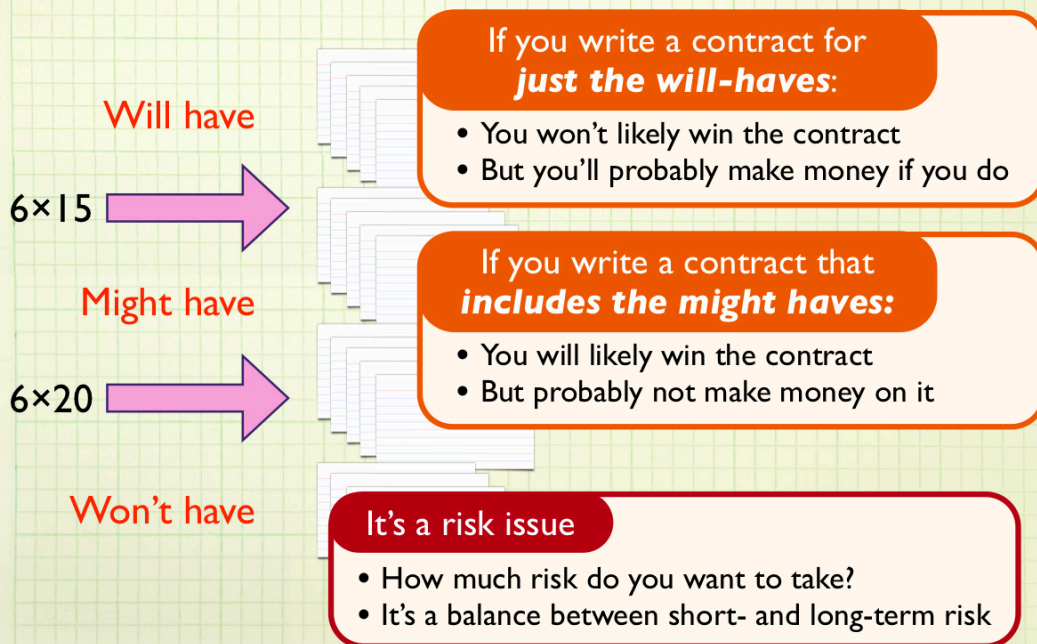 Will have
6×15
Might have
6×20
Won’t have
If you write a contract for
just the will-haves:
• You won’t likely win the contract
• But you’ll probably make money if you do
If you write a contract that
includes the might haves:
• You will likely win the contract
• But probably not make money on it
It’s a risk issue
• How much risk do you want to take?
• It’s a balance between short- and long-term risk